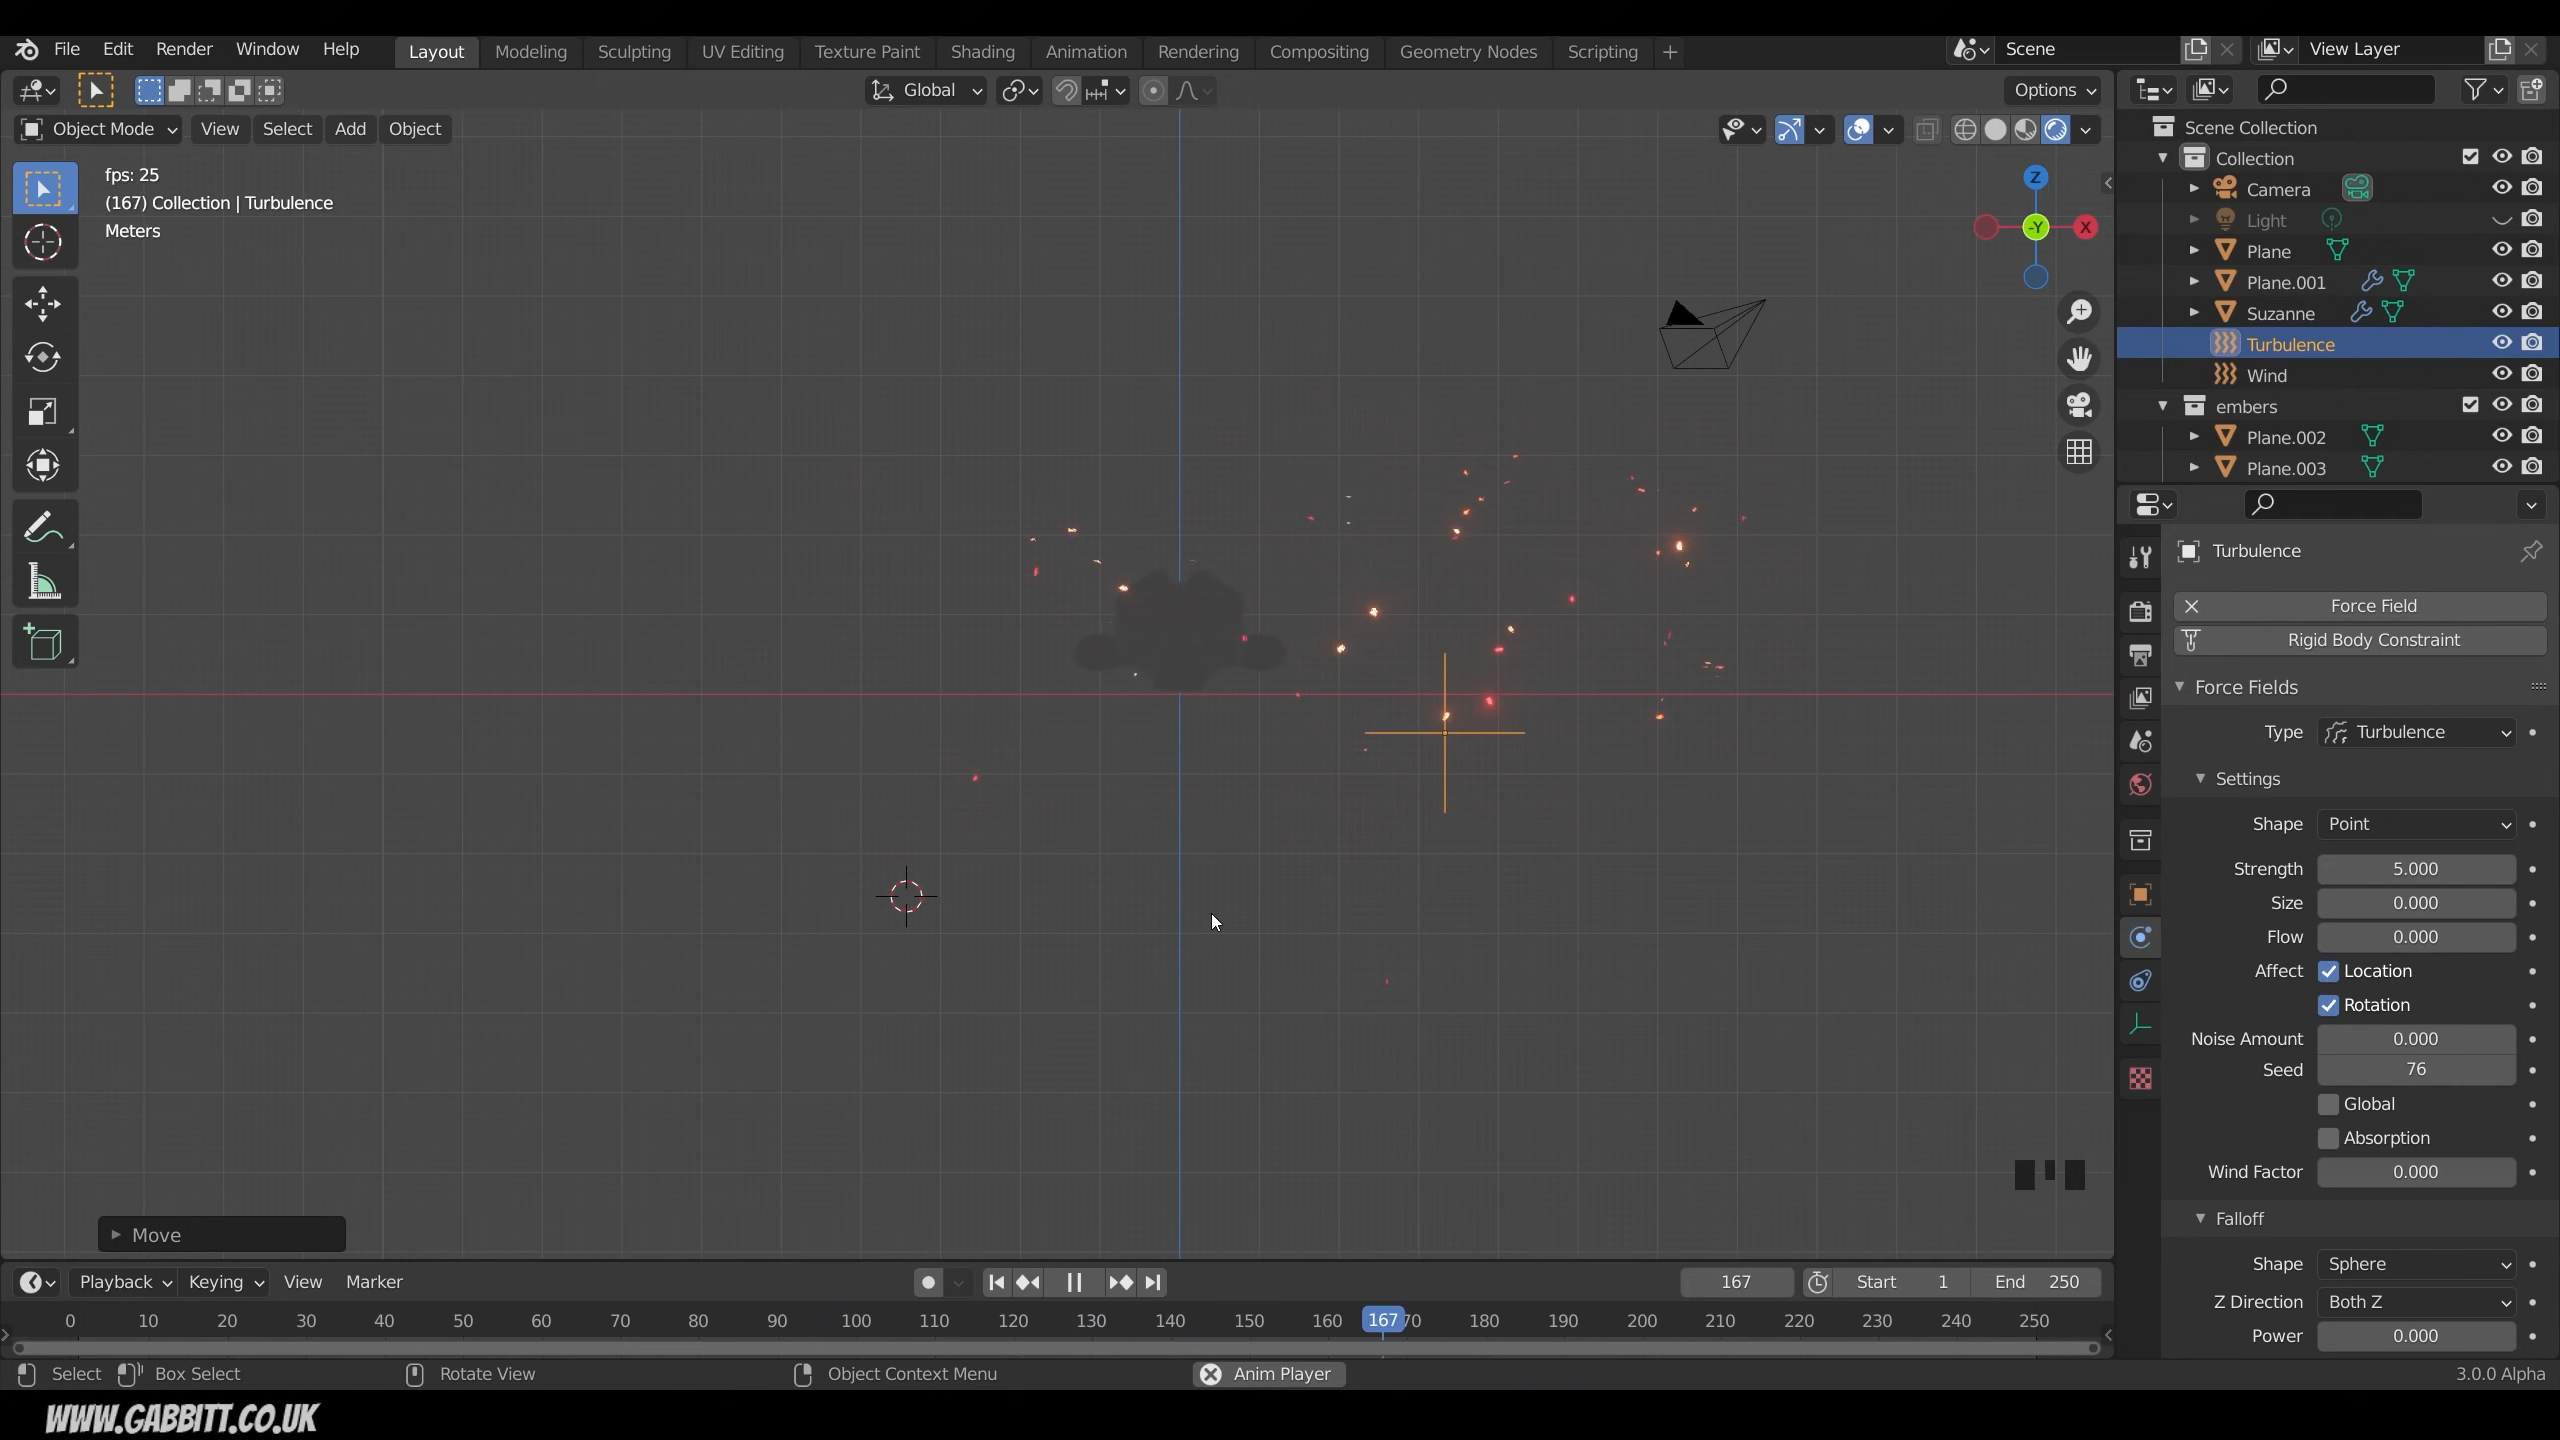 File Edit Render Window Help Layout Modeling Sculpting UV Editing Texture Paint Shading Animation Rendering Compositing Geometry Nodes Scripting + Scene View Layer
Global Options
Object Mode View Select Add Object
Scene Collection
Collection
Camera
Light
Plane
Plane.001
Suzanne
Turbulence
Wind
embers
Plane.002
Plane.003
fps: 25
(167) Collection | Turbulence
Meters
Z
-Y
X
Turbulence
Force Field
Rigid Body Constraint
Force Fields
Type Turbulence
Settings
Shape Point
Strength 5.000
Size 0.000
Flow 0.000
Affect Location
Rotation
Noise Amount 0.000
Seed 76
Global
Absorption
Wind Factor 0.000
Falloff
Shape Sphere
Z Direction Both Z
Power 0.000
Move
Playback Keying View Marker 167 Start 1 End 250
0 10 20 30 40 50 60 70 80 90 100 110 120 130 140 150 160 167 70 180 190 200 210 220 230 240 250
Select Box Select Rotate View Object Context Menu Anim Player 3.0.0 Alpha
WWW.GABBITT.CO.UK